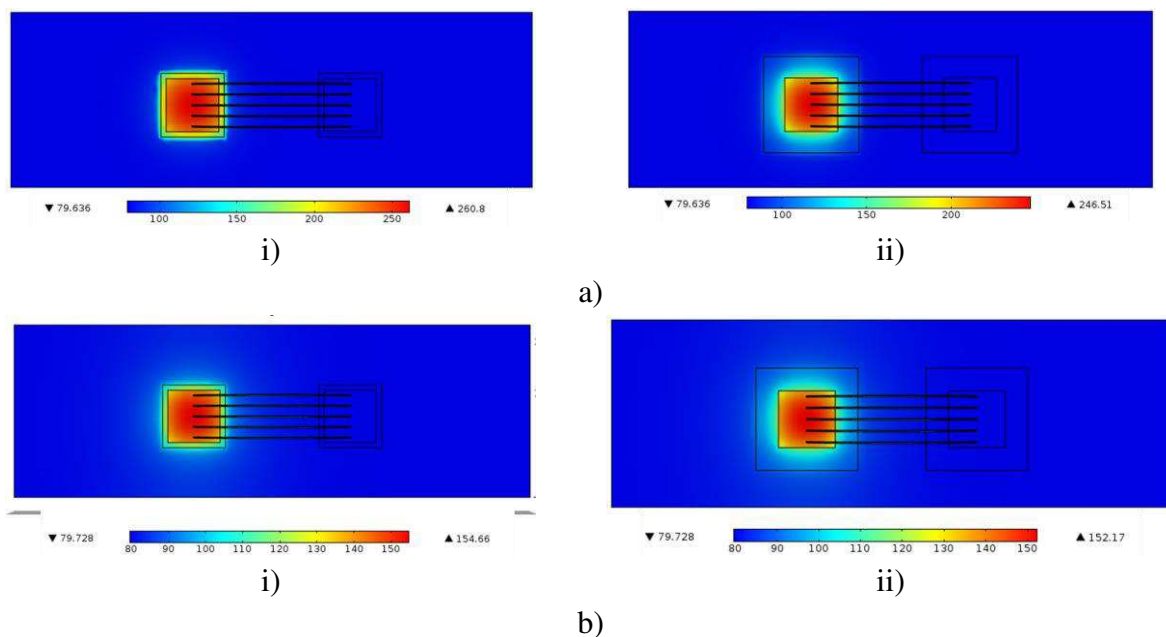 ▼ 79.636 100 150 200 250 ▲ 260.8
▼ 79.636 100 150 200 ▲ 246.51
i) ii)
a)
▼ 79.728 80 90 100 110 120 130 140 150 ▲ 154.66
▼ 79.728 80 90 100 110 120 130 140 150 ▲ 152.17
i) ii)
b)